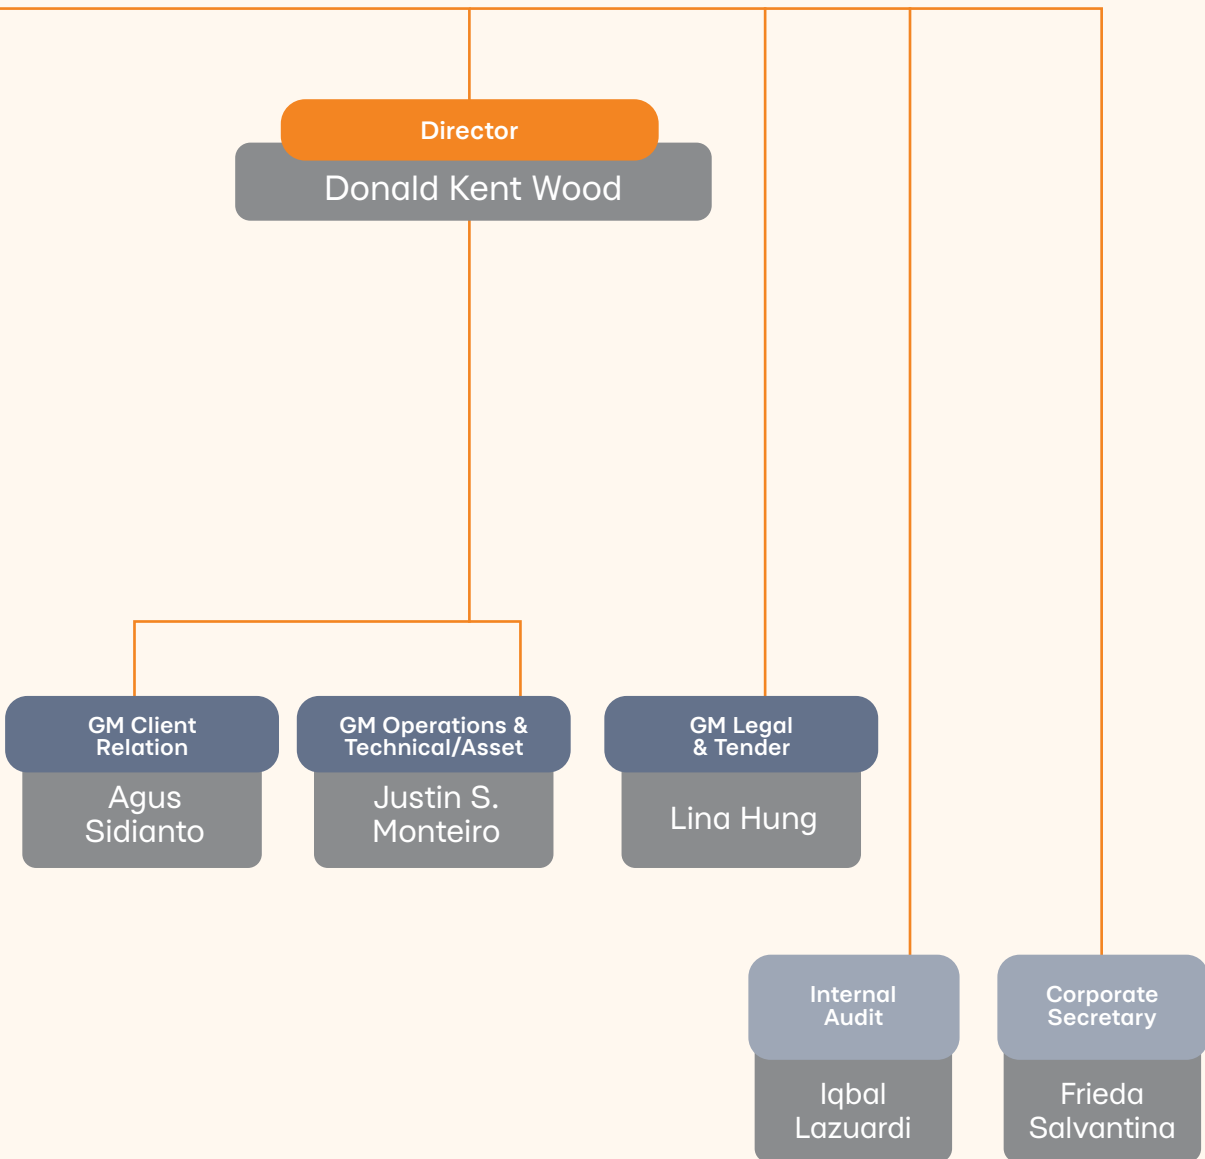 Director
Donald Kent Wood
GM Client
Relation
Agus
Sidianto
GM Operations &
Technical/Asset
Justin S.
Monteiro
GM Legal
& Tender
Lina Hung
Internal
Audit
Iqbal
Lazuardi
Corporate
Secretary
Frieda
Salvantina